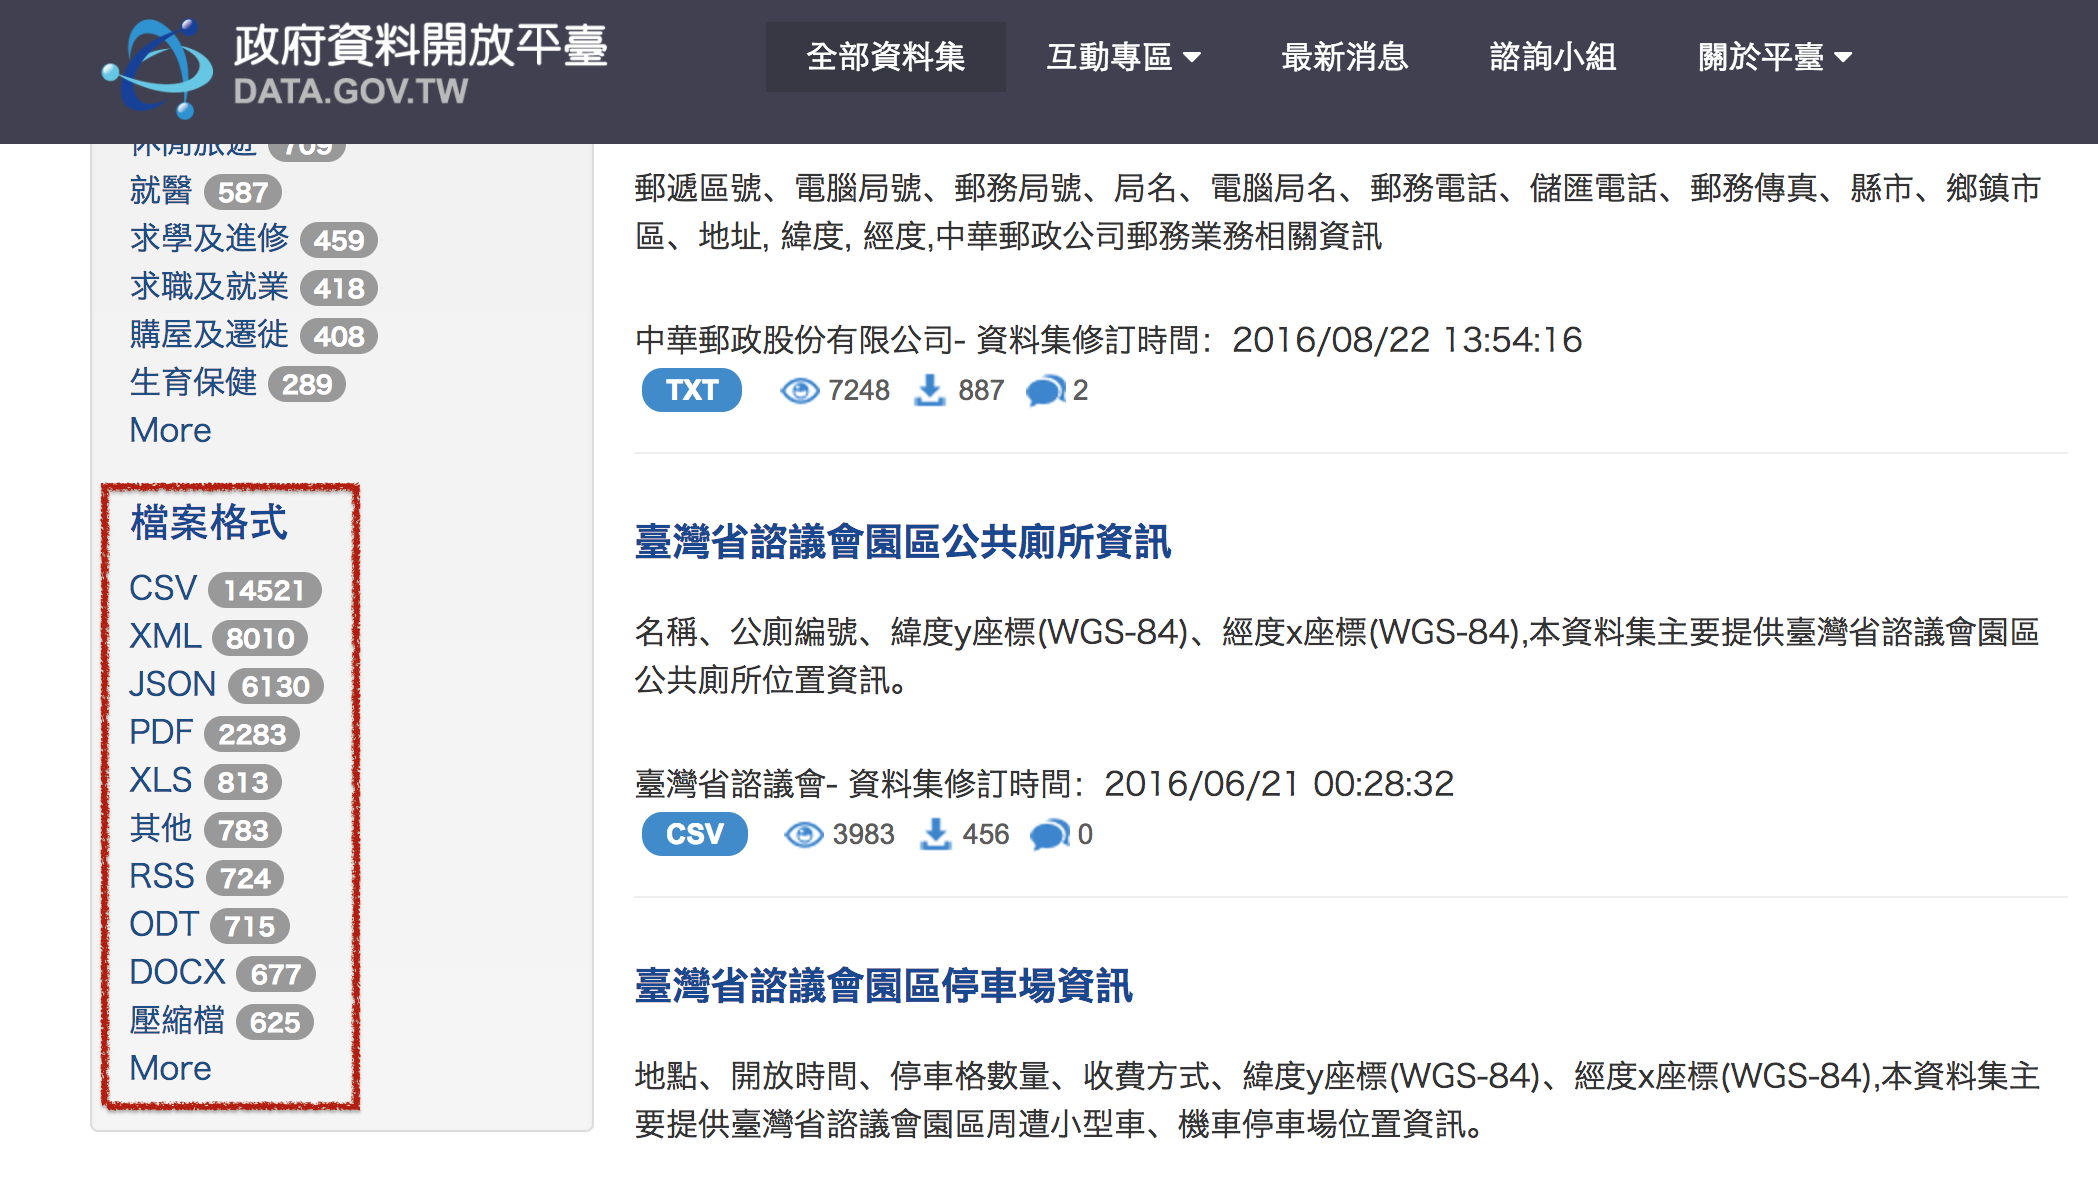 政府資料開放平臺
DATA.GOV.TW
全部資料集
互動專區
最新消息
諮詢小組
關於平臺
休閒旅遊 709
就醫 587
求學及進修 459
求職及就業 418
購屋及遷徙 408
生育保健 289
More
檔案格式
CSV 14521
XML 8010
JSON 6130
PDF 2283
XLS 813
其他 783
RSS 724
ODT 715
DOCX 677
壓縮檔 625
More
郵遞區號、電腦局號、郵務局號、局名、電腦局名、郵務電話、儲匯電話、郵務傳真、縣市、鄉鎮市
區、地址, 緯度, 經度,中華郵政公司郵務業務相關資訊
中華郵政股份有限公司- 資料集修訂時間：2016/08/22 13:54:16
TXT 7248 887 2
臺灣省諮議會園區公共廁所資訊
名稱、公廁編號、緯度y座標(WGS-84)、經度x座標(WGS-84),本資料集主要提供臺灣省諮議會園區
公共廁所位置資訊。
臺灣省諮議會- 資料集修訂時間：2016/06/21 00:28:32
CSV 3983 456 0
臺灣省諮議會園區停車場資訊
地點、開放時間、停車格數量、收費方式、緯度y座標(WGS-84)、經度x座標(WGS-84),本資料集主
要提供臺灣省諮議會園區周遭小型車、機車停車場位置資訊。